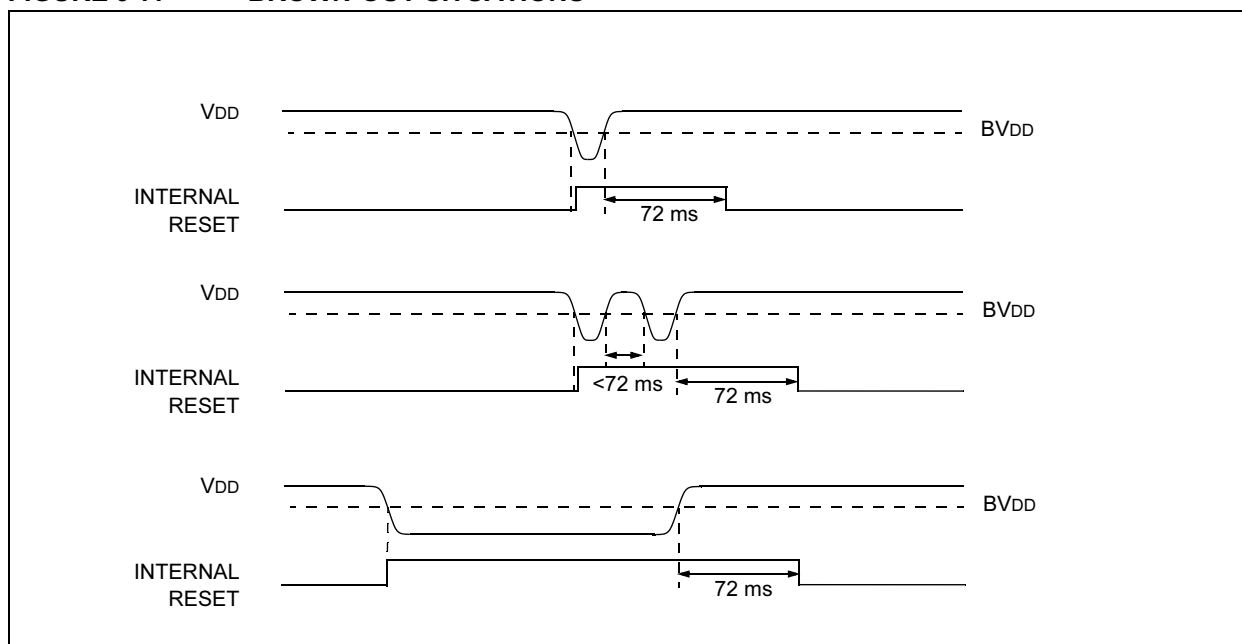 VDD
BVDD
INTERNAL
RESET
72 ms
VDD
BVDD
INTERNAL
RESET
<72 ms
72 ms
VDD
BVDD
INTERNAL
RESET
72 ms